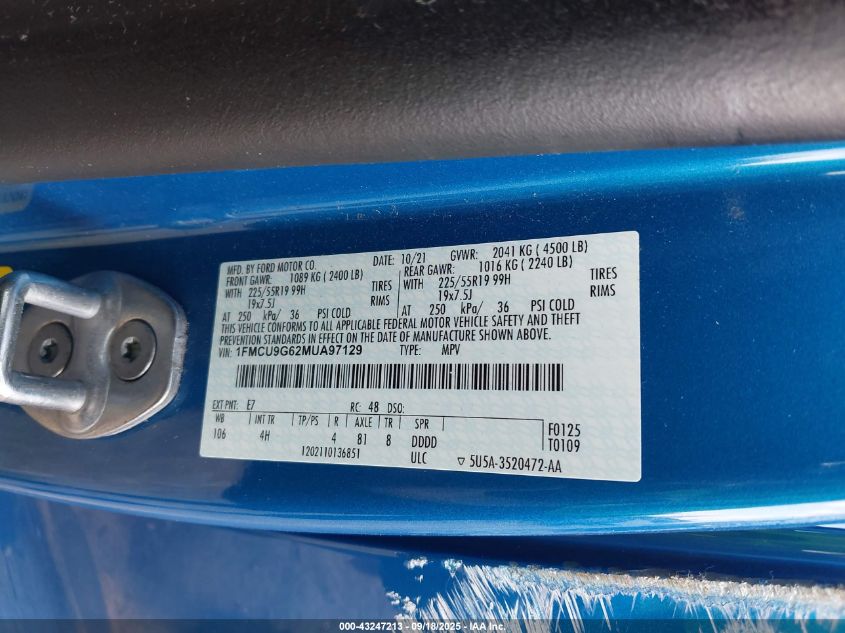 MFD. BY FORD MOTOR CO. DATE: 10/21 GVWR: 2041 KG ( 4500 LB)
FRONT GAWR: 1089 KG ( 2400 LB) REAR GAWR: 1016 KG ( 2240 LB)
WITH 225/55R19 99H TIRES WITH 225/55R19 99H TIRES
19x7.5J RIMS 19x7.5J RIMS
AT 250 kPa/ 36 PSI COLD AT 250 kPa/ 36 PSI COLD
THIS VEHICLE CONFORMS TO ALL APPLICABLE FEDERAL MOTOR VEHICLE SAFETY AND THEFT
PREVENTION STANDARDS IN EFFECT ON THE DATE OF MANUFACTURE SHOWN ABOVE.
VIN: 1FMCU9G62MUA97129 TYPE: MPV
EXT PNT: E7 RC: 48 DSO:
WB INT TR TP/PS R AXLE TR SPR F0125
106 4H 4 81 8 DDDD T0109
1202110136851 ULC ▽ 5U5A-3520472-AA
000-43247213 - 09/18/2025 - IAA Inc.